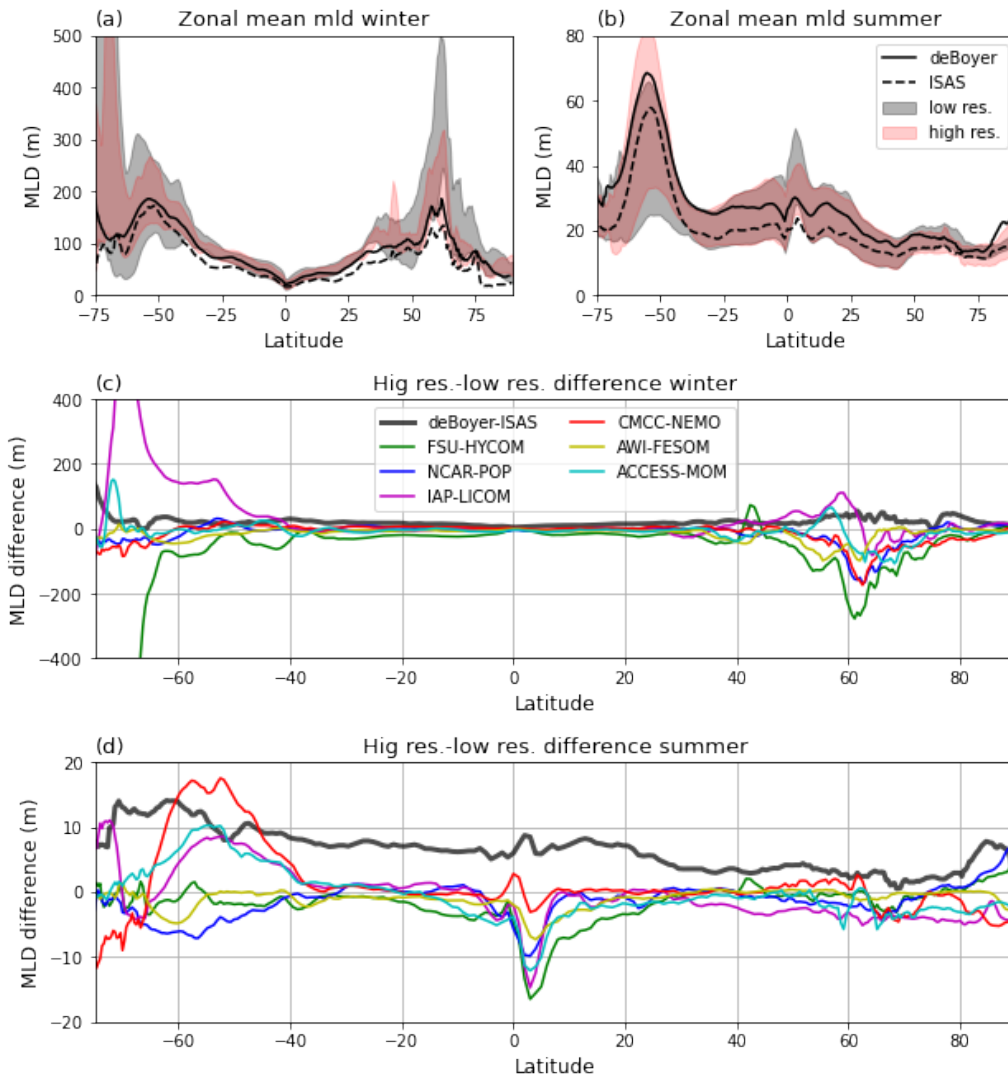 (a) Zonal mean mld winter
500
400
300
200
100
0
MLD (m)
−75 −50 −25 0 25 50 75
Latitude
(b) Zonal mean mld summer
80
60
40
20
0
MLD (m)
−75 −50 −25 0 25 50 75
Latitude
deBoyer
ISAS
low res.
high res.
(c) Hig res.-low res. difference winter
400
200
0
−200
−400
MLD difference (m)
−60 −40 −20 0 20 40 60 80
Latitude
deBoyer-ISAS
FSU-HYCOM
NCAR-POP
IAP-LICOM
CMCC-NEMO
AWI-FESOM
ACCESS-MOM
(d) Hig res.-low res. difference summer
20
10
0
−10
−20
MLD difference (m)
−60 −40 −20 0 20 40 60 80
Latitude